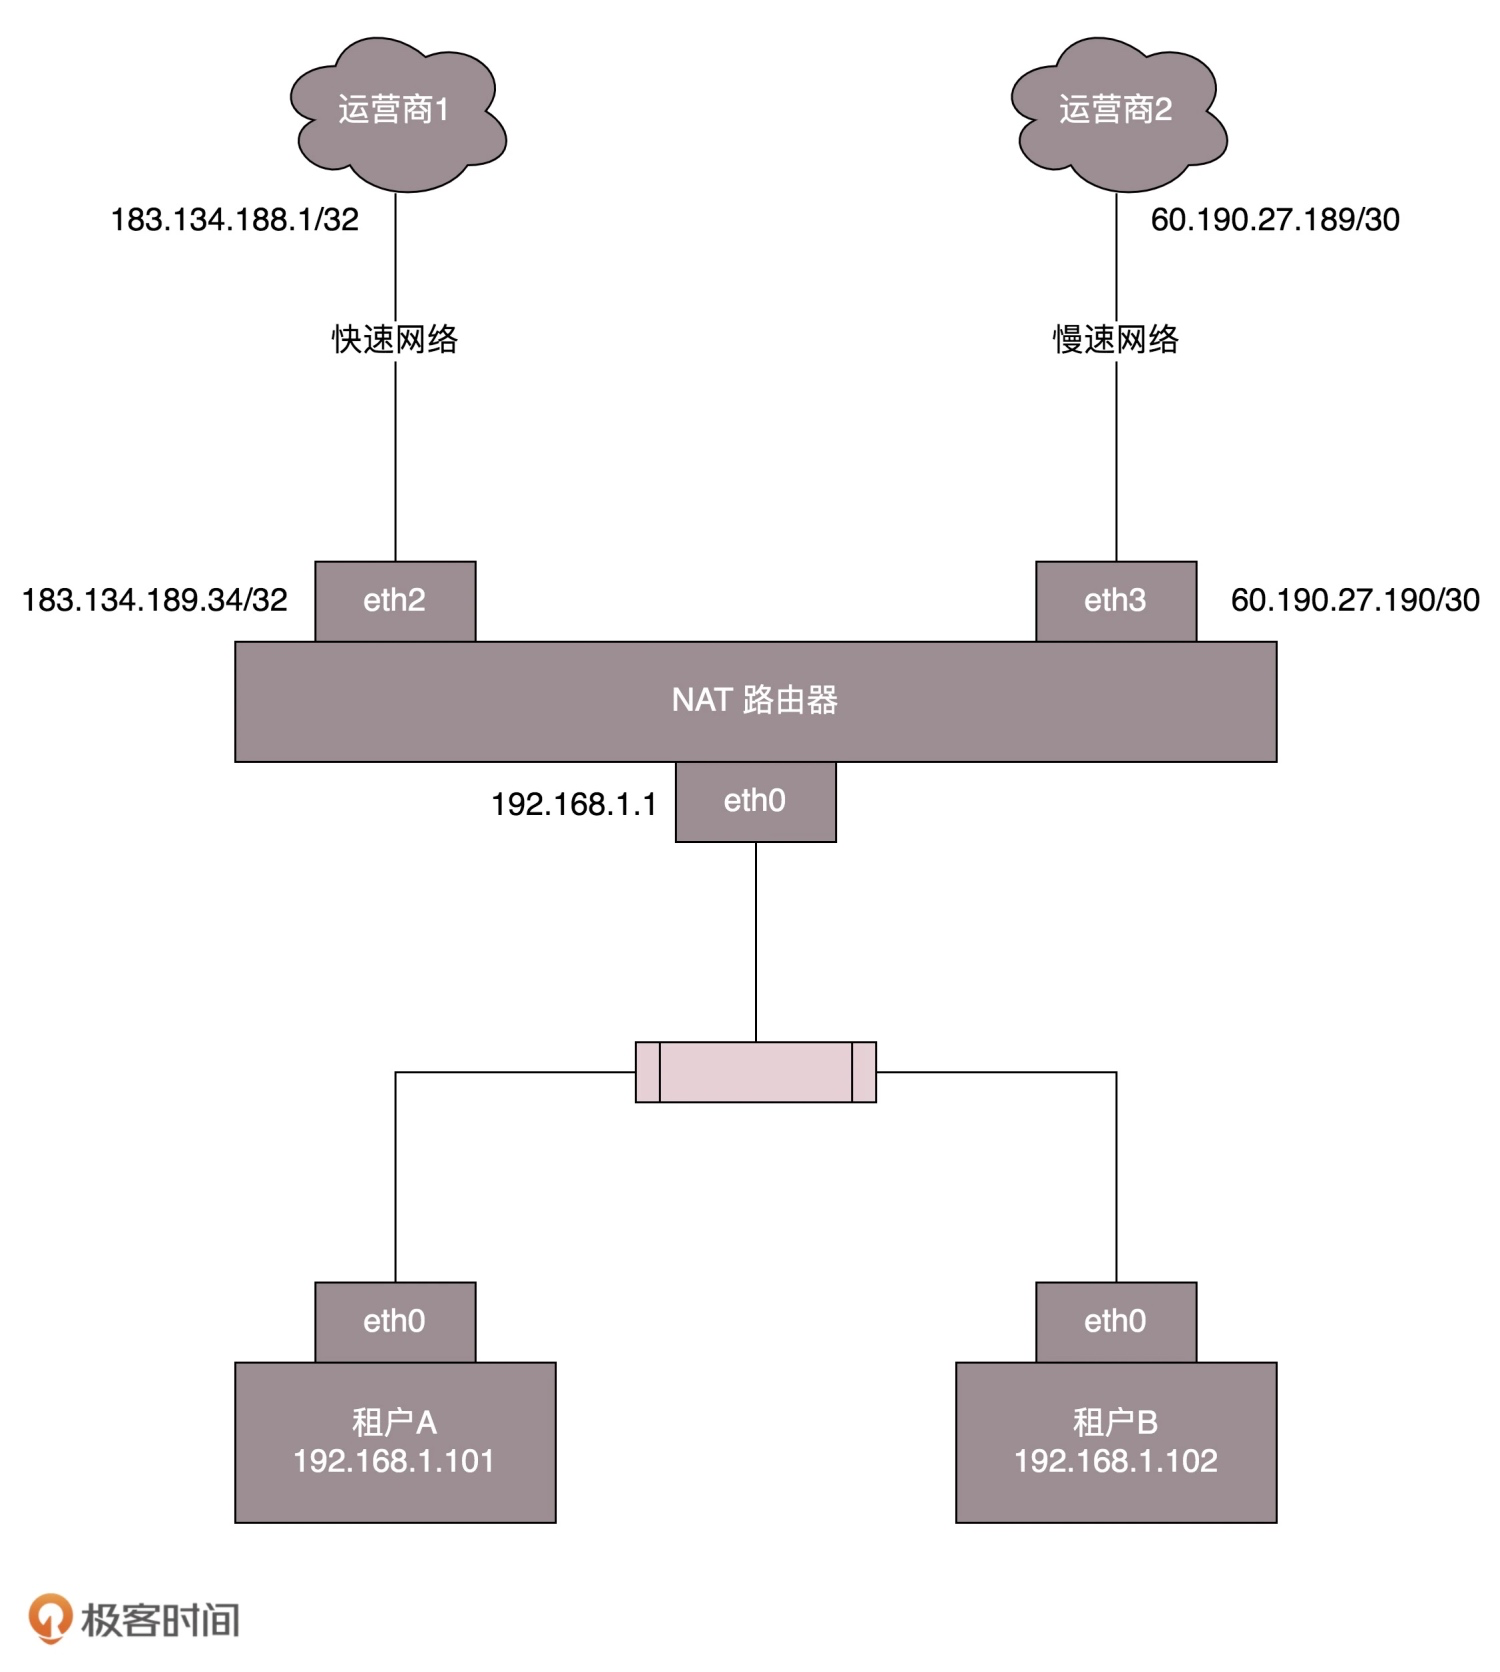 运营商1
运营商2
183.134.188.1/32
60.190.27.189/30
快速网络
慢速网络
183.134.189.34/32
eth2
eth3
60.190.27.190/30
NAT 路由器
192.168.1.1
eth0
eth0
eth0
租户A
192.168.1.101
租户B
192.168.1.102
极客时间